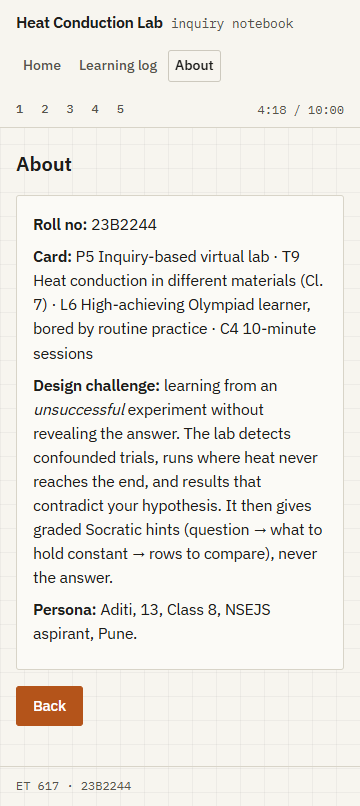 Heat Conduction Lab inquiry notebook
Home Learning log About
1 2 3 4 5 4:18 / 10:00
About
Roll no: 23B2244
Card: P5 Inquiry-based virtual lab · T9
Heat conduction in different materials (Cl.
7) · L6 High-achieving Olympiad learner,
bored by routine practice · C4 10-minute
sessions
Design challenge: learning from an
unsuccessful experiment without
revealing the answer. The lab detects
confounded trials, runs where heat never
reaches the end, and results that
contradict your hypothesis. It then gives
graded Socratic hints (question → what to
hold constant → rows to compare), never
the answer.
Persona: Aditi, 13, Class 8, NSEJS
aspirant, Pune.
Back
ET 617 · 23B2244